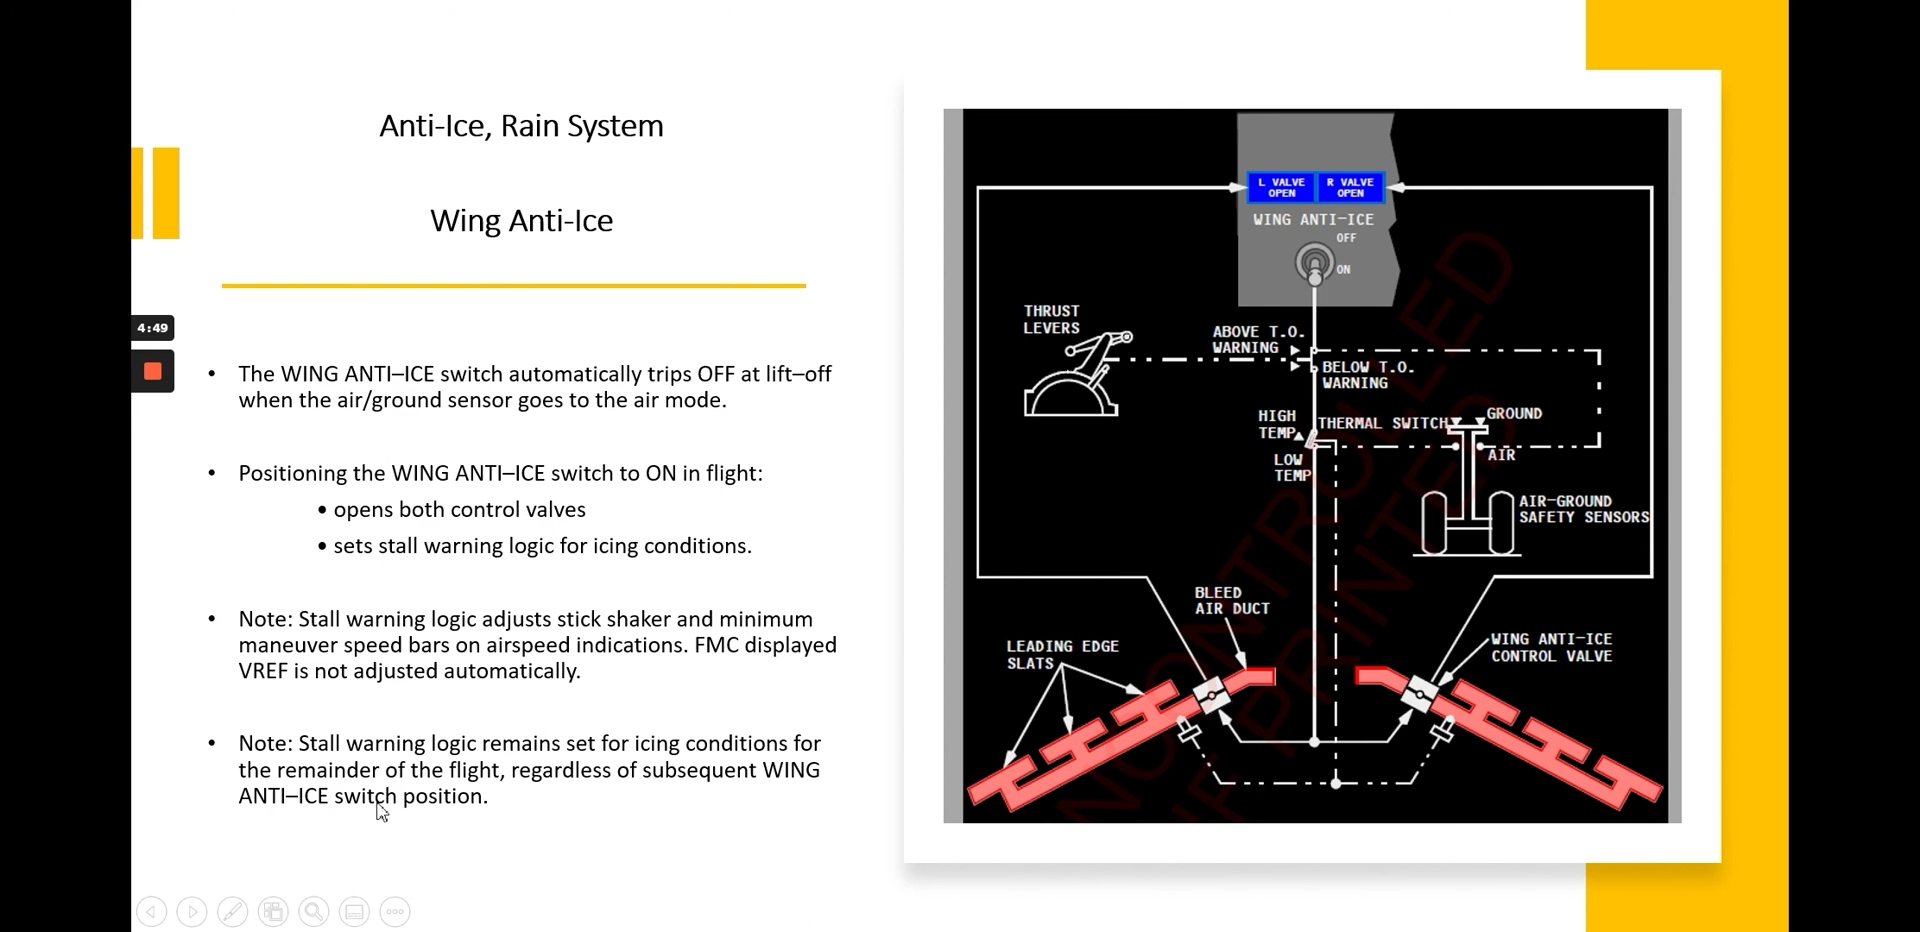 Anti-Ice, Rain System
Wing Anti-Ice
4:49
• The WING ANTI–ICE switch automatically trips OFF at lift–off
when the air/ground sensor goes to the air mode.
• Positioning the WING ANTI–ICE switch to ON in flight:
• opens both control valves
• sets stall warning logic for icing conditions.
• Note: Stall warning logic adjusts stick shaker and minimum
maneuver speed bars on airspeed indications. FMC displayed
VREF is not adjusted automatically.
• Note: Stall warning logic remains set for icing conditions for
the remainder of the flight, regardless of subsequent WING
ANTI–ICE switch position.
L VALVE
OPEN
R VALVE
OPEN
WING ANTI-ICE
OFF
ON
THRUST
LEVERS
ABOVE T.O.
WARNING
BELOW T.O.
WARNING
HIGH
TEMP
THERMAL SWITCH
GROUND
LOW
TEMP
AIR
AIR-GROUND
SAFETY SENSORS
BLEED
AIR DUCT
LEADING EDGE
SLATS
WING ANTI-ICE
CONTROL VALVE
IF PRINTED